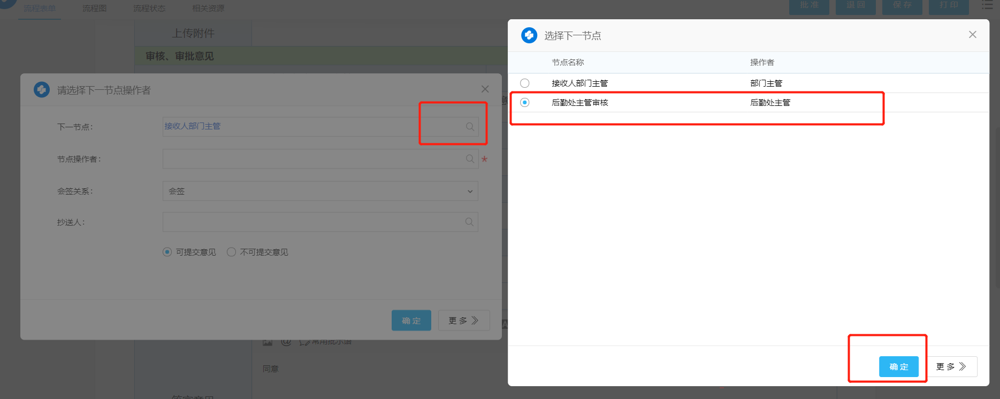 流程表单 流程图 流程状态 相关资源
批 准 退 回 保 存 打 印
上传附件
审核、审批意见
请选择下一节点操作者
下一节点： 接收人部门主管
节点操作者： *
会签关系： 会签
抄送人：
可提交意见 不可提交意见
确 定 更 多
@ 常用批示语
同意
签字意见
选择下一节点
节点名称 操作者
接收人部门主管 部门主管
后勤处主管审核 后勤处主管
确 定 更 多